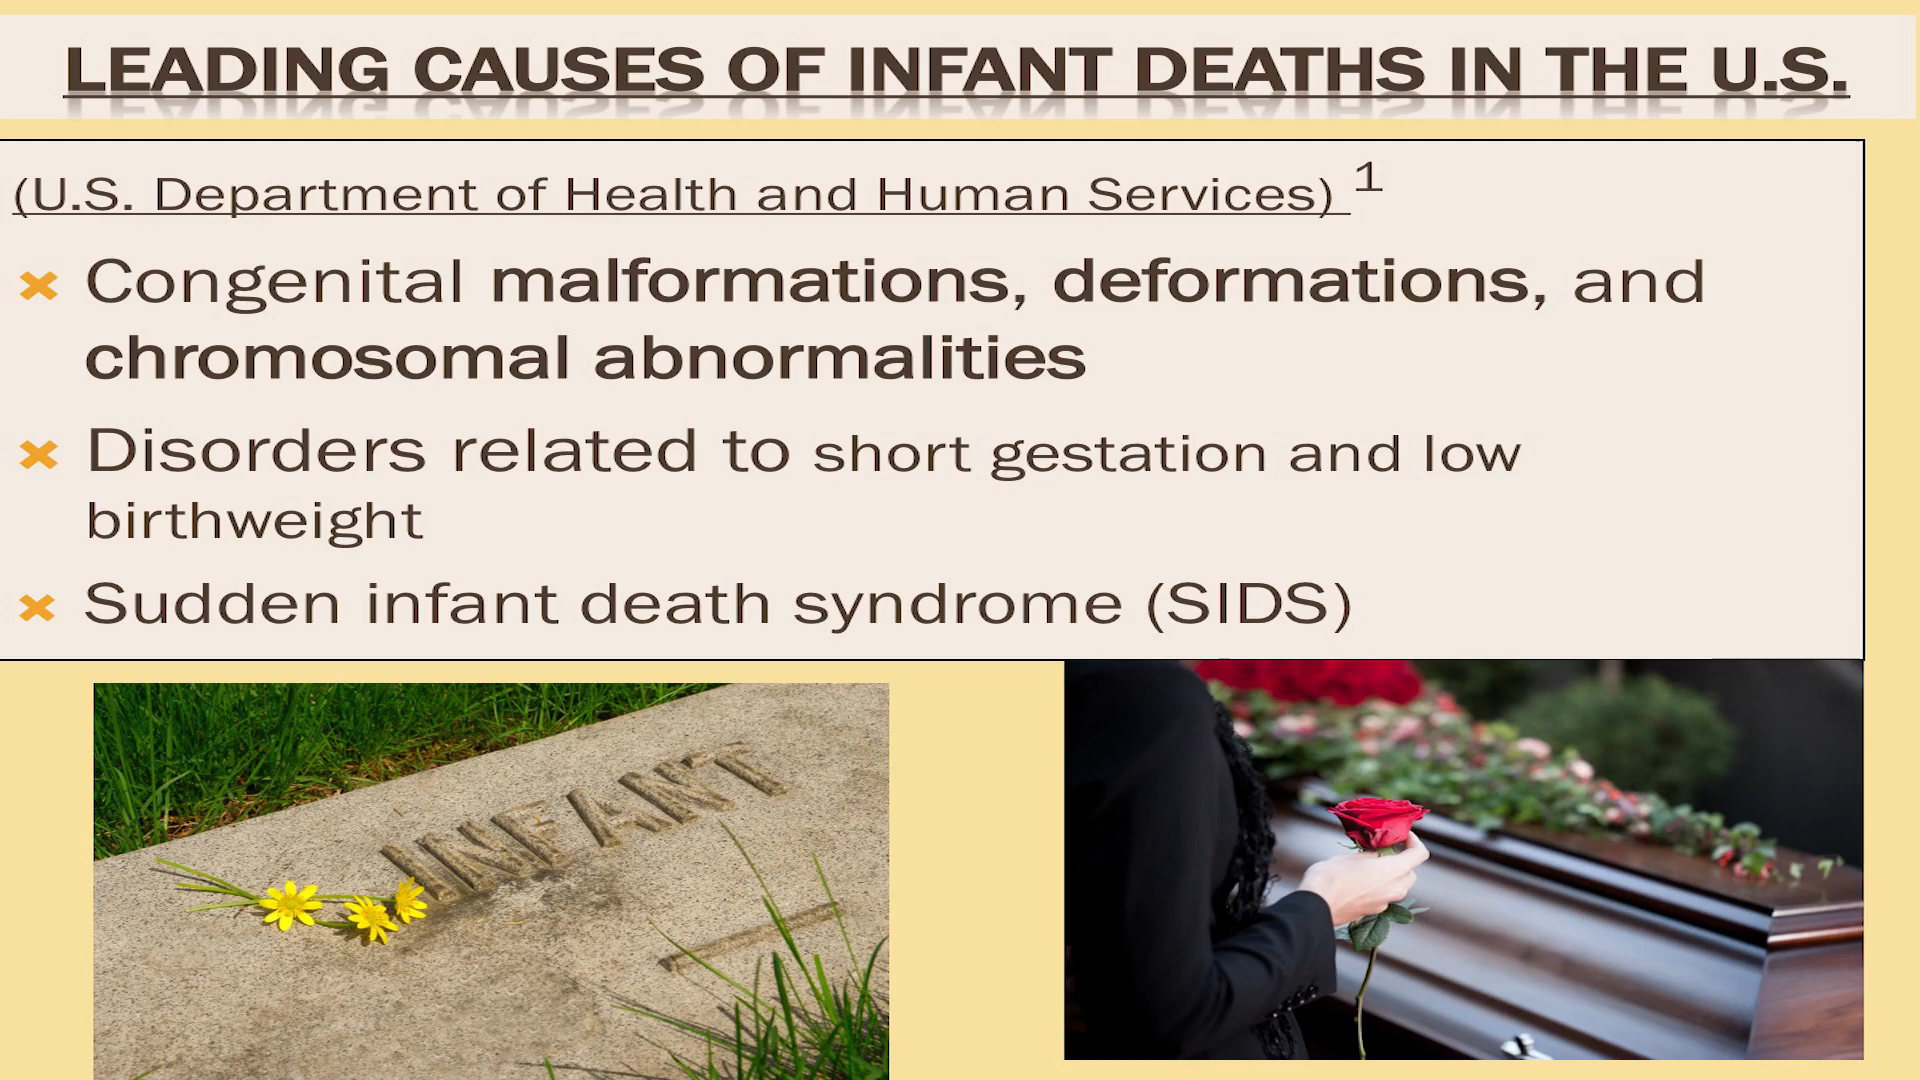 LEADING CAUSES OF INFANT DEATHS IN THE U.S.
(U.S. Department of Health and Human Services) 1
Congenital malformations, deformations, and
chromosomal abnormalities
Disorders related to short gestation and low
birthweight
Sudden infant death syndrome (SIDS)
INFANT